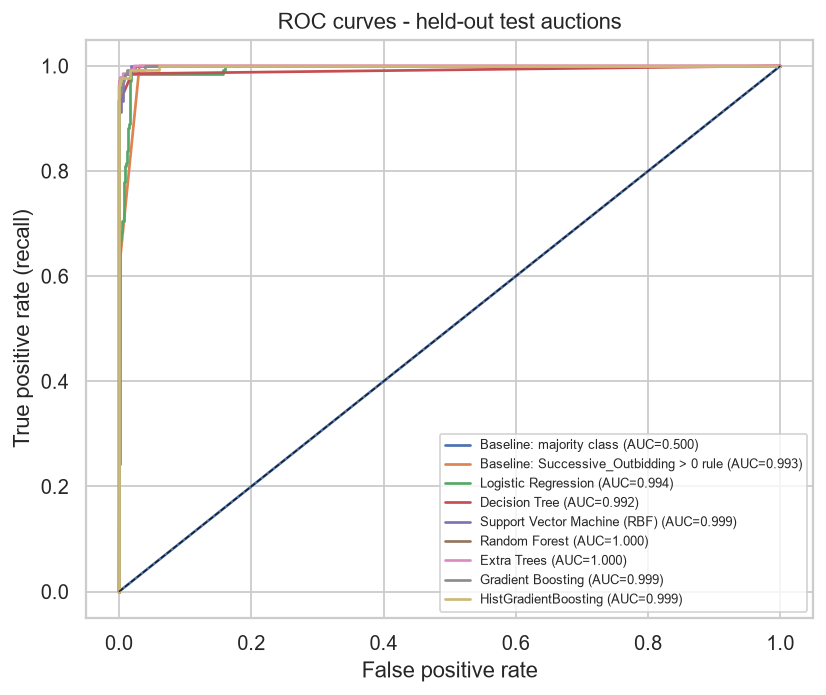 ROC curves - held-out test auctions
True positive rate (recall)
1.0
0.8
0.6
0.4
0.2
0.0
Baseline: majority class (AUC=0.500)
Baseline: Successive_Outbidding > 0 rule (AUC=0.993)
Logistic Regression (AUC=0.994)
Decision Tree (AUC=0.992)
Support Vector Machine (RBF) (AUC=0.999)
Random Forest (AUC=1.000)
Extra Trees (AUC=1.000)
Gradient Boosting (AUC=0.999)
HistGradientBoosting (AUC=0.999)
0.0 0.2 0.4 0.6 0.8 1.0
False positive rate